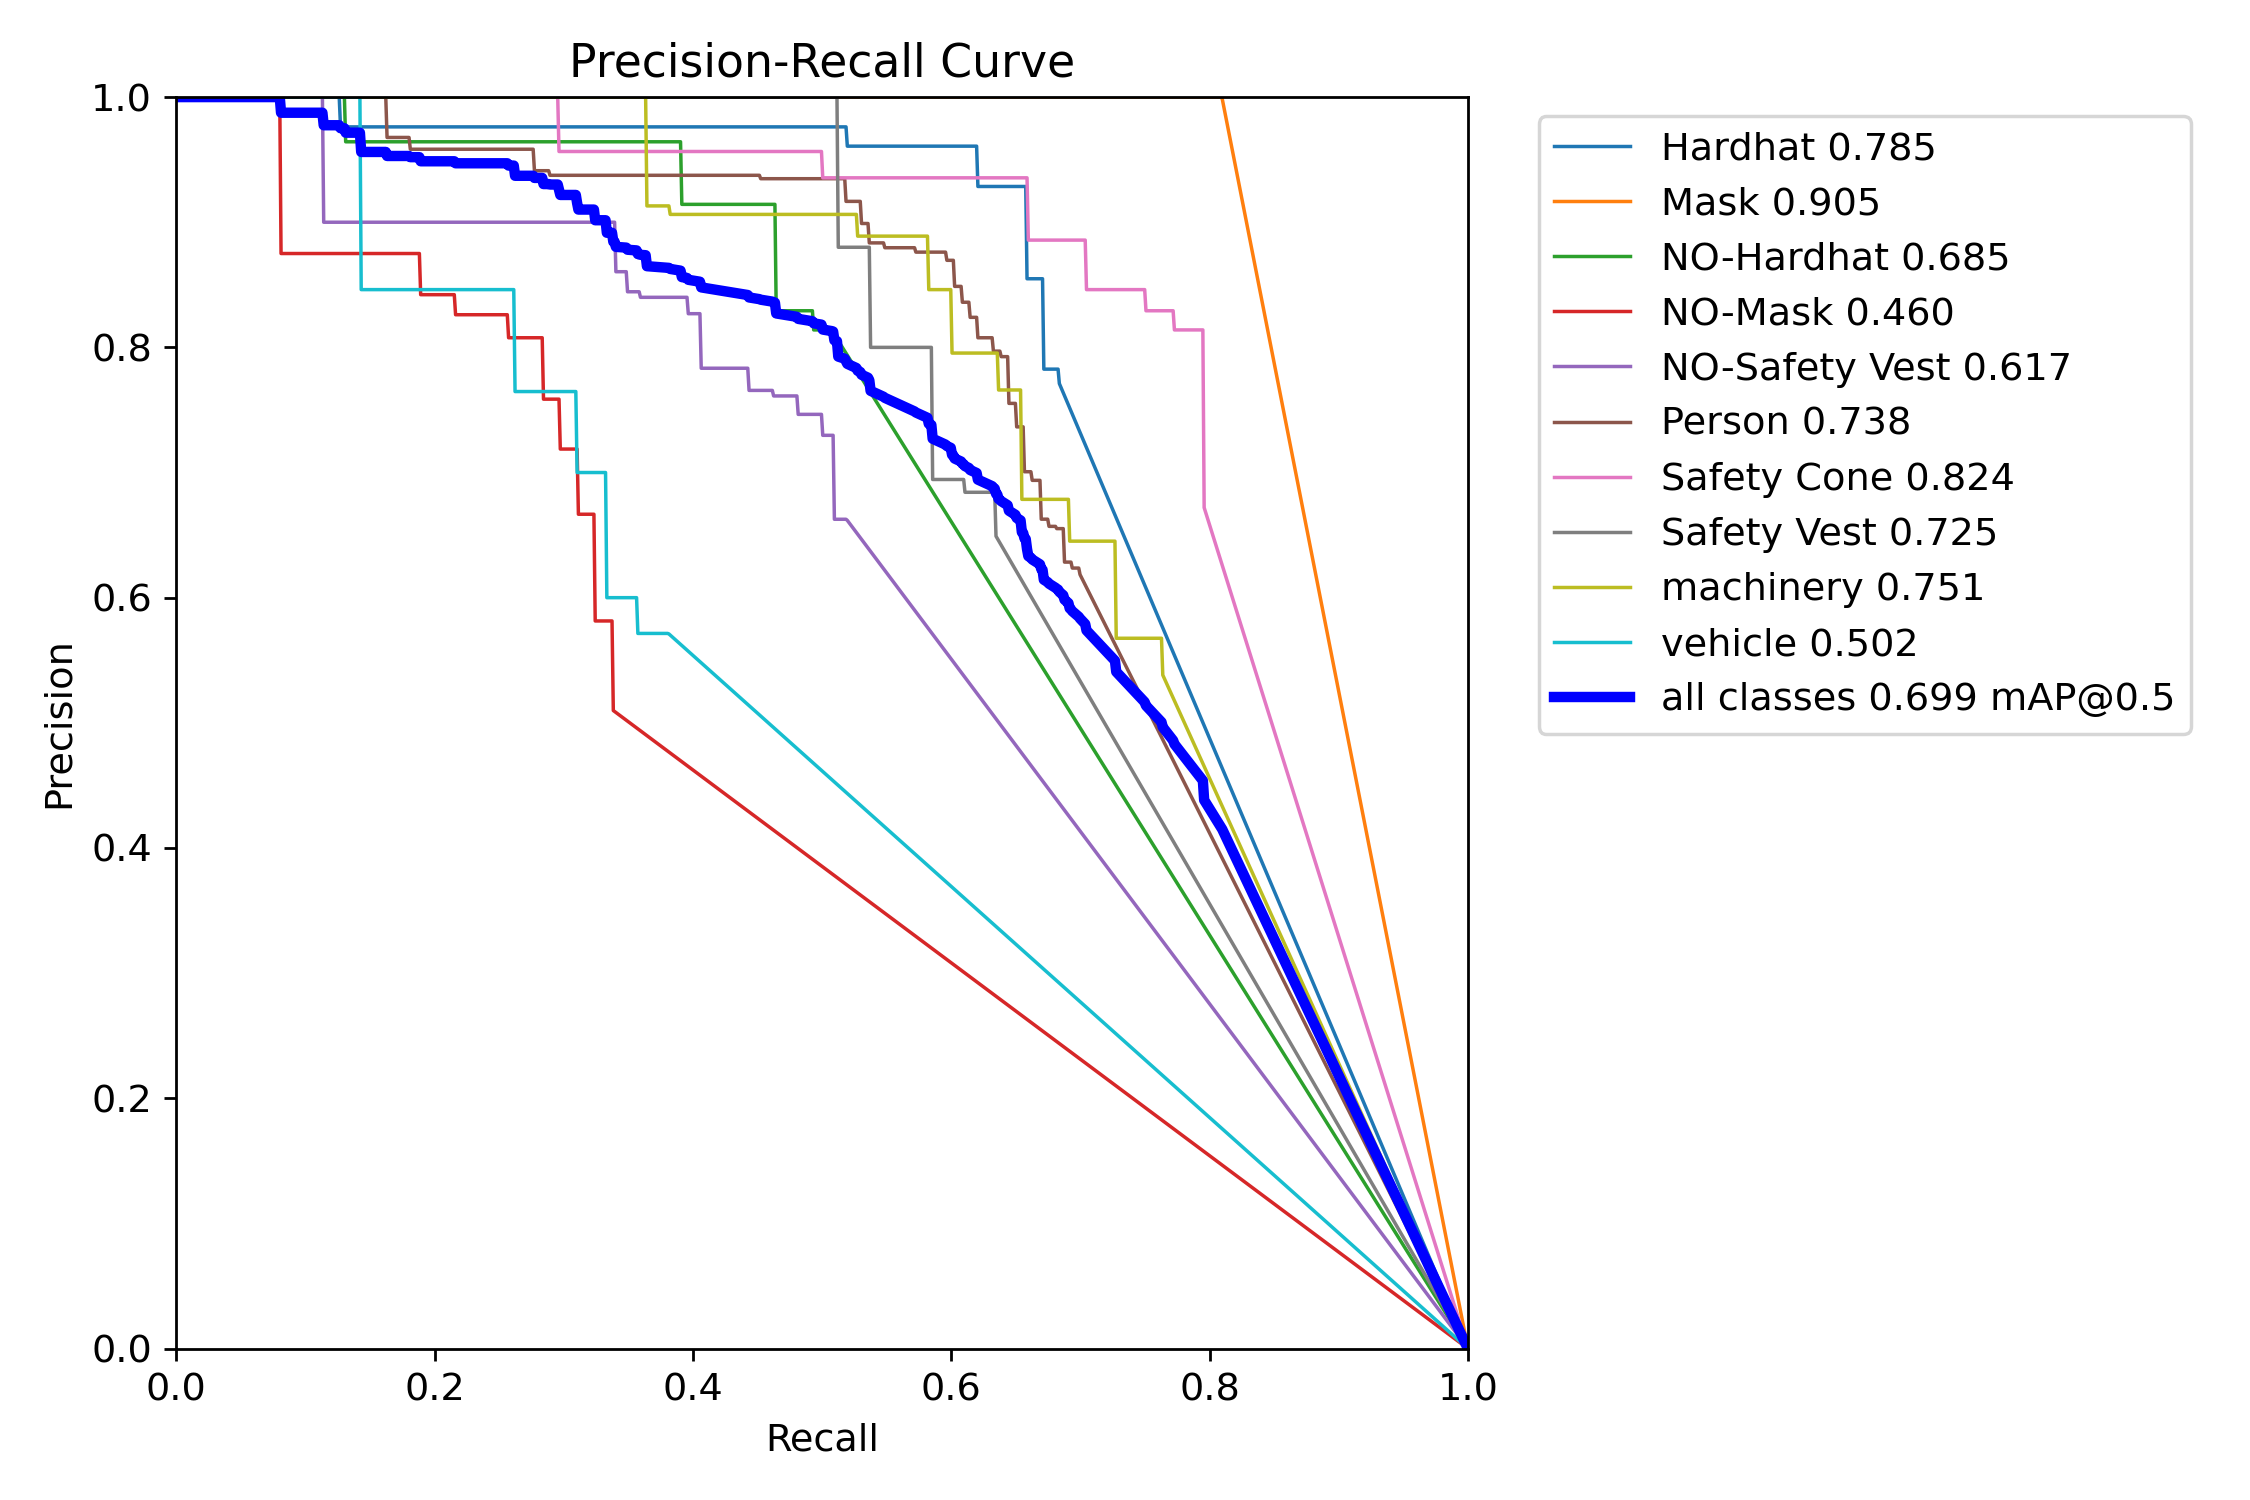 Precision-Recall Curve
1.0
0.8
0.6
0.4
0.2
0.0
Precision
0.0 0.2 0.4 0.6 0.8 1.0
Recall
Hardhat 0.785
Mask 0.905
NO-Hardhat 0.685
NO-Mask 0.460
NO-Safety Vest 0.617
Person 0.738
Safety Cone 0.824
Safety Vest 0.725
machinery 0.751
vehicle 0.502
all classes 0.699 mAP@0.5